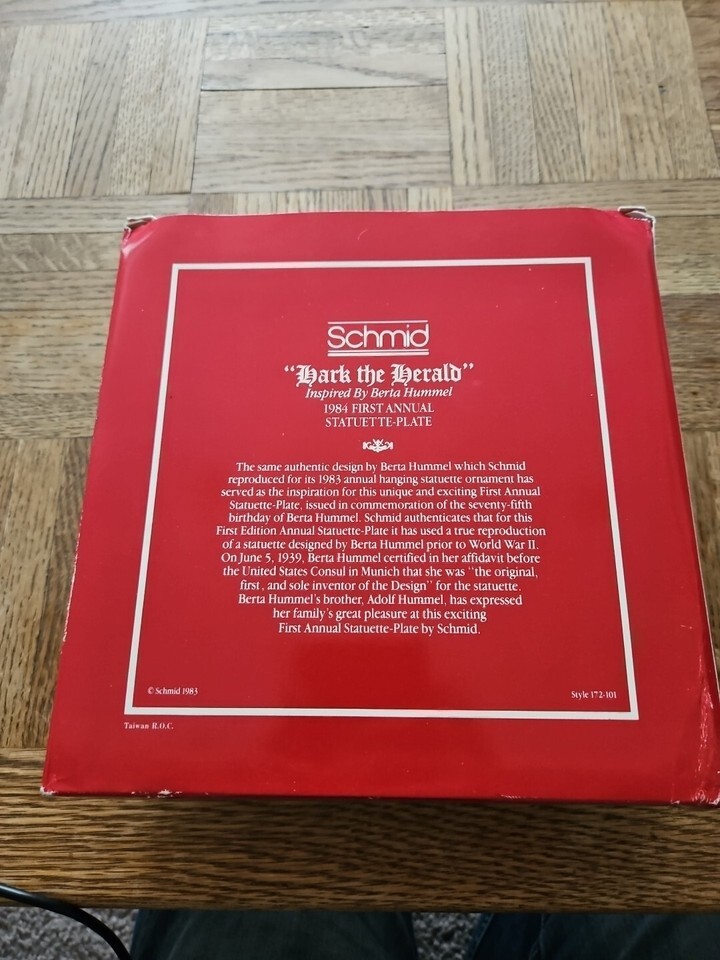 Schmid
"Hark the Herald"
Inspired By Berta Hummel
1984 FIRST ANNUAL
STATUETTE-PLATE
The same authentic design by Berta Hummel which Schmid
reproduced for its 1983 annual hanging statuette ornament has
served as the inspiration for this unique and exciting First Annual
Statuette-Plate, issued in commemoration of the seventy-fifth
birthday of Berta Hummel. Schmid authenticates that for this
First Edition Annual Statuette-Plate it has used a true reproduction
of a statuette designed by Berta Hummel prior to World War II.
On June 5, 1939, Berta Hummel certified in her affidavit before
the United States Consul in Munich that she was "the original,
first, and sole inventor of the Design" for the statuette.
Berta Hummel's brother, Adolf Hummel, has expressed
her family's great pleasure at this exciting
First Annual Statuette-Plate by Schmid.
© Schmid 1983
Style 172-101
Taiwan R.O.C.